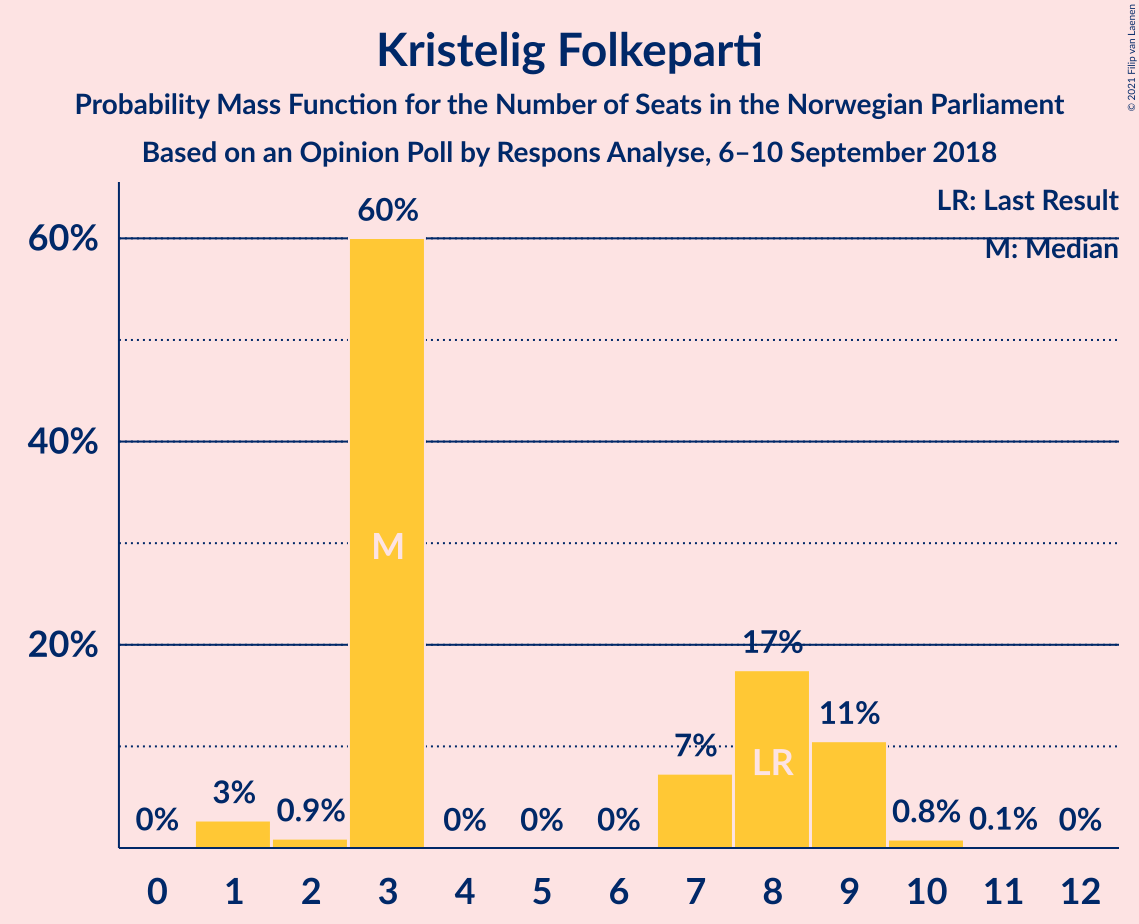 Kristelig Folkeparti
Probability Mass Function for the Number of Seats in the Norwegian Parliament
Based on an Opinion Poll by Respons Analyse, 6–10 September 2018
© 2021 Filip van Laenen
LR: Last Result
M: Median
60%
40%
20%
0% 3% 0.9% 60% 0% 0% 0% 7% 17% 11% 0.8% 0.1% 0%
M
LR
0 1 2 3 4 5 6 7 8 9 10 11 12